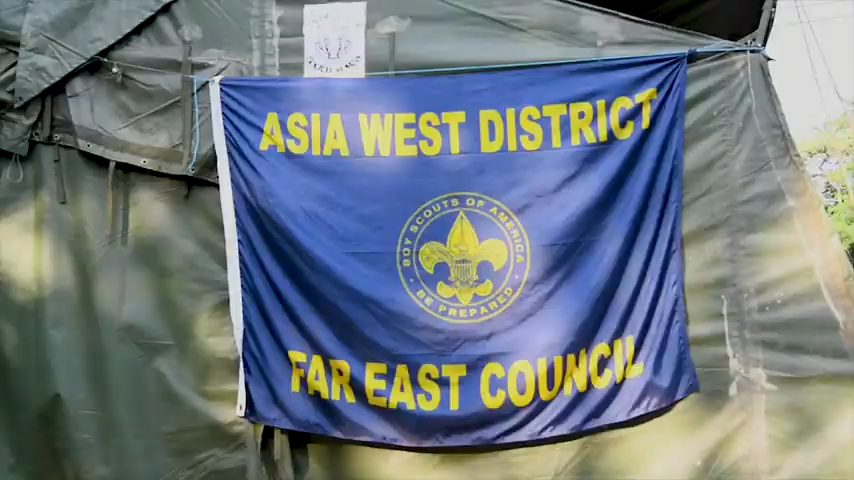 ASIA WEST DISTRICT
BOY SCOUTS OF AMERICA
BE PREPARED
FAR EAST COUNCIL